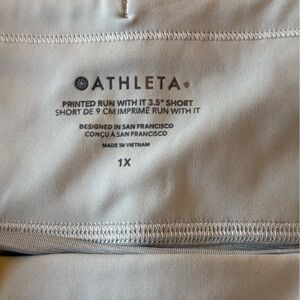 ATHLETA®
PRINTED RUN WITH IT 3.5" SHORT
SHORT DE 9 CM IMPRIMÉ RUN WITH IT
DESIGNED IN SAN FRANCISCO
CONÇU À SAN FRANCISCO
MADE IN VIETNAM
1X